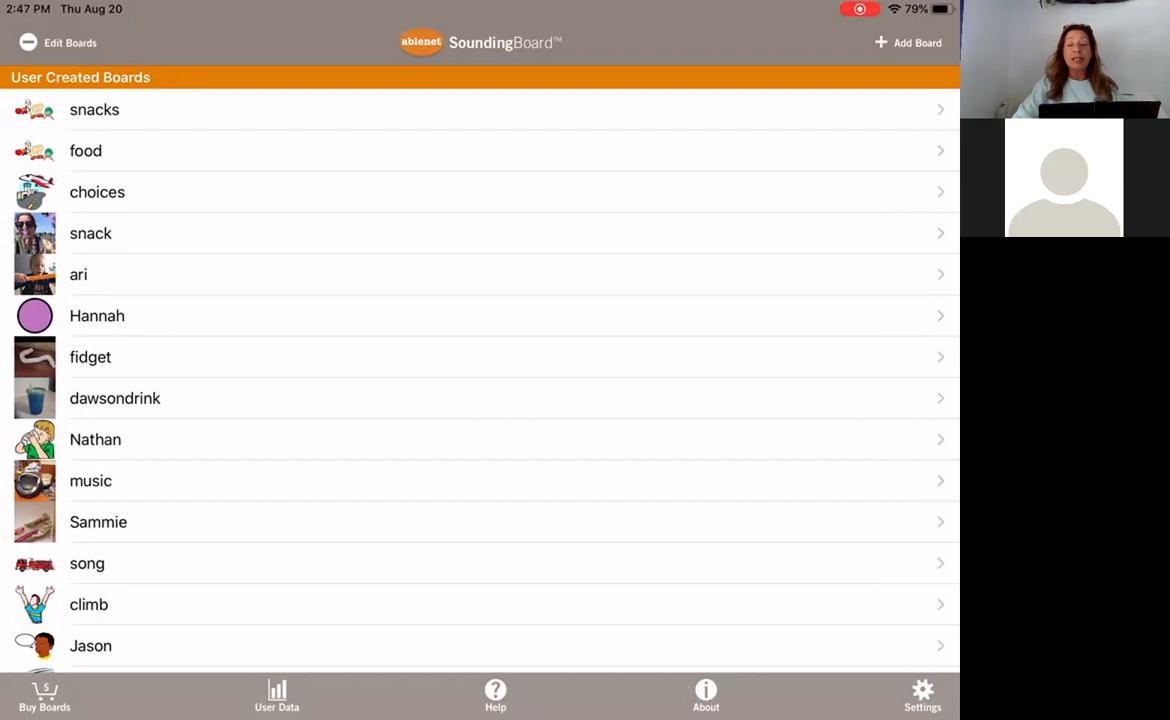 2:47 PM Thu Aug 20 79%
Edit Boards ablenet SoundingBoard™ Add Board
User Created Boards
snacks
food
choices
snack
ari
Hannah
fidget
dawsondrink
Nathan
music
Sammie
song
climb
Jason
Buy Boards User Data Help About Settings